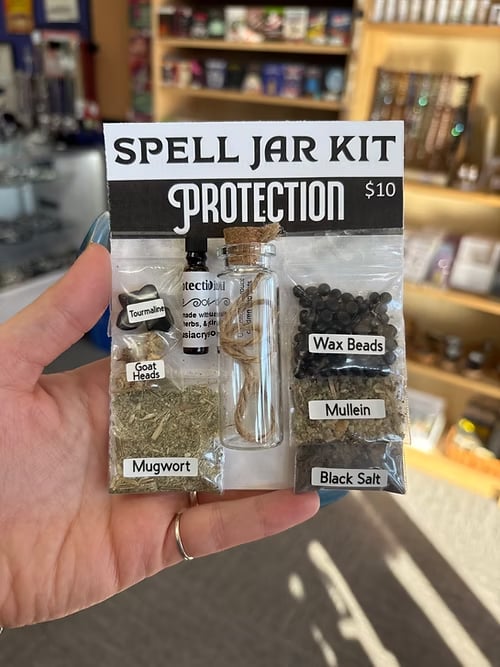 SPELL JAR KIT
PROTECTION
$10
Tourmaline
Goat
Heads
Mugwort
Wax Beads
Mullein
Black Salt